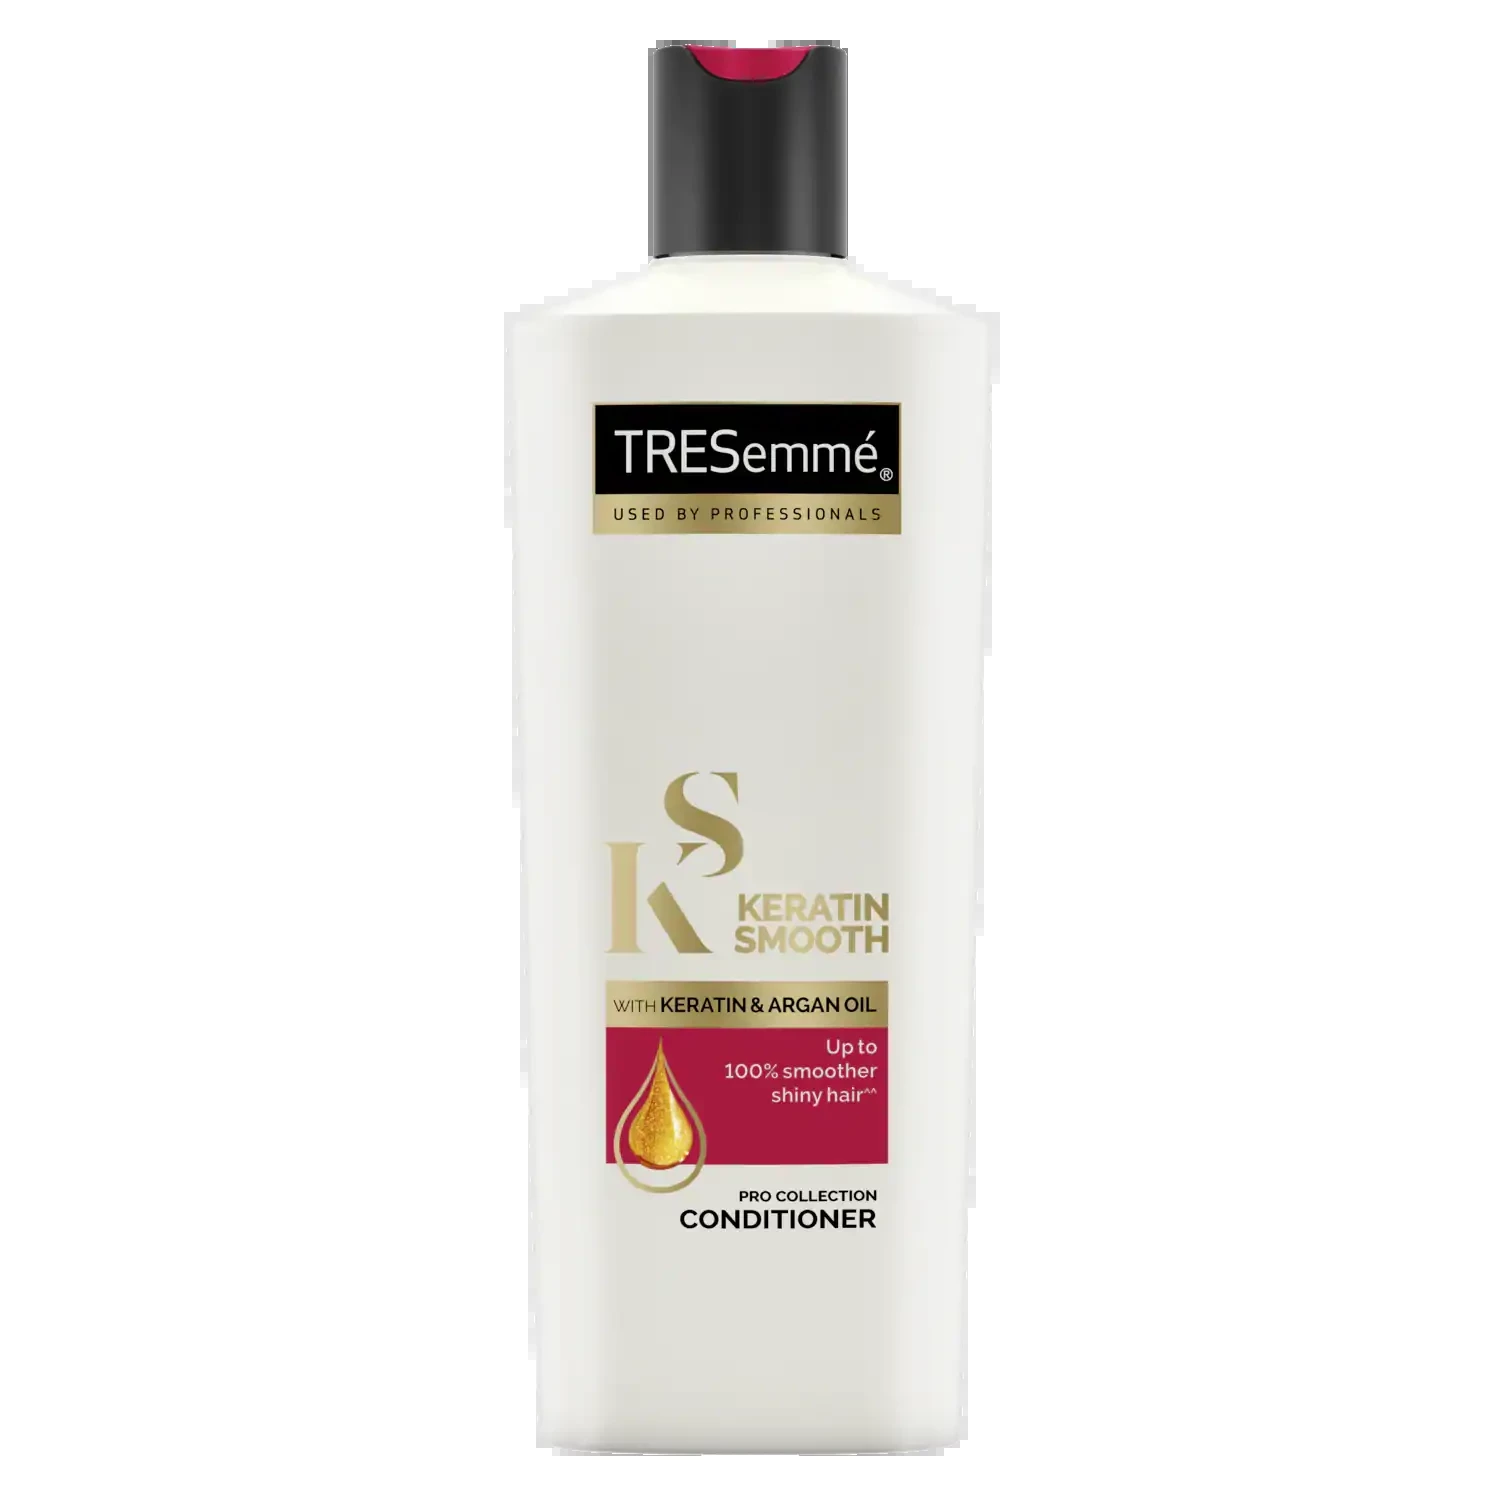 TRESemmé®
USED BY PROFESSIONALS
KS
KERATIN
SMOOTH
WITH KERATIN & ARGAN OIL
Up to
100% smoother
shiny hair^^
PRO COLLECTION
CONDITIONER